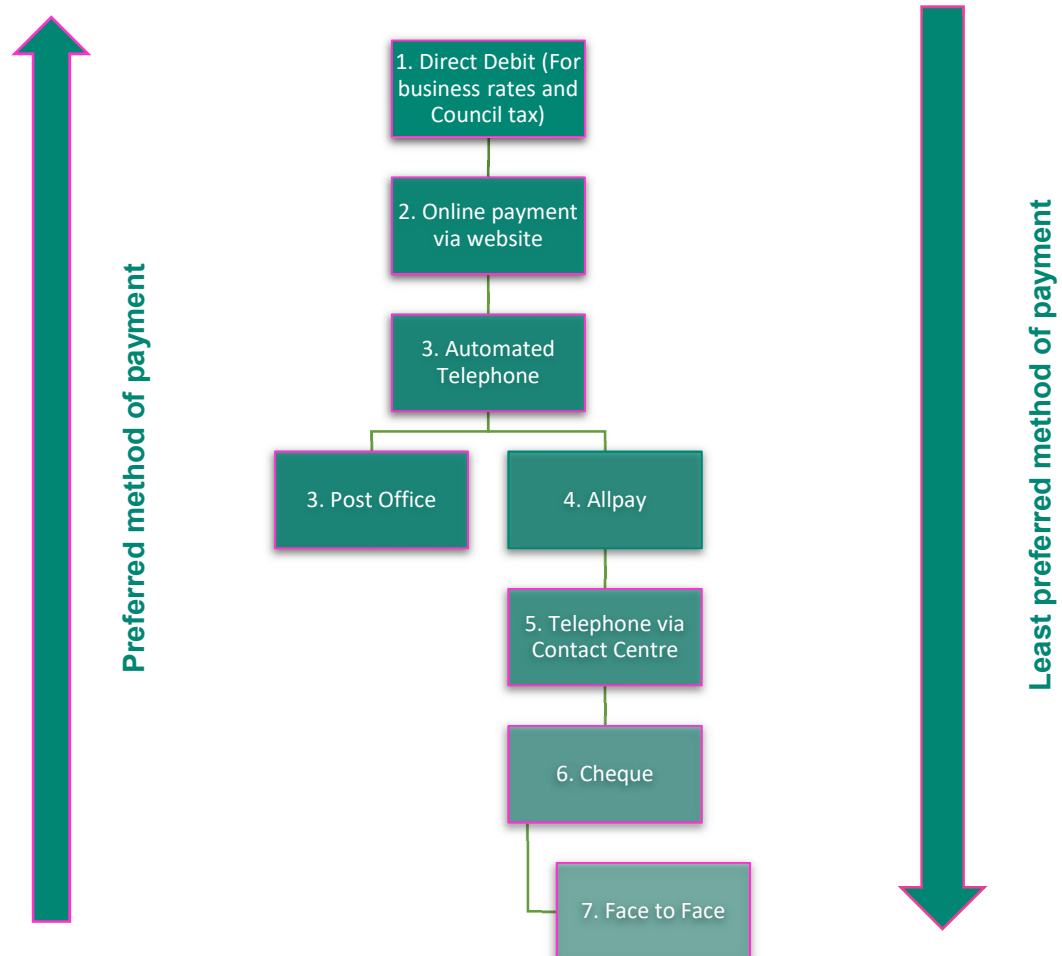 Preferred method of payment
1. Direct Debit (For
business rates and
Council tax)
2. Online payment
via website
3. Automated
Telephone
3. Post Office
4. Allpay
5. Telephone via
Contact Centre
6. Cheque
7. Face to Face
Least preferred method of payment